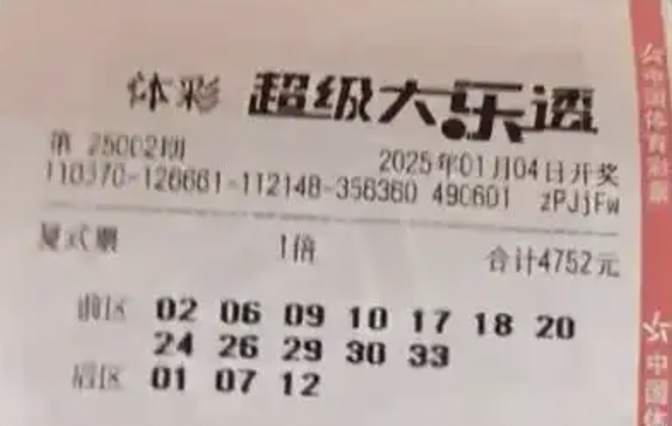 体彩 超级大乐透
第 25002期
2025年01月04日开奖
110370-126661-112148-356360 490601 zPJjFw
复式票 1倍 合计4752元
前区 02 06 09 10 17 18 20
24 26 29 30 33
后区 01 07 12
中国体育彩票
中国体